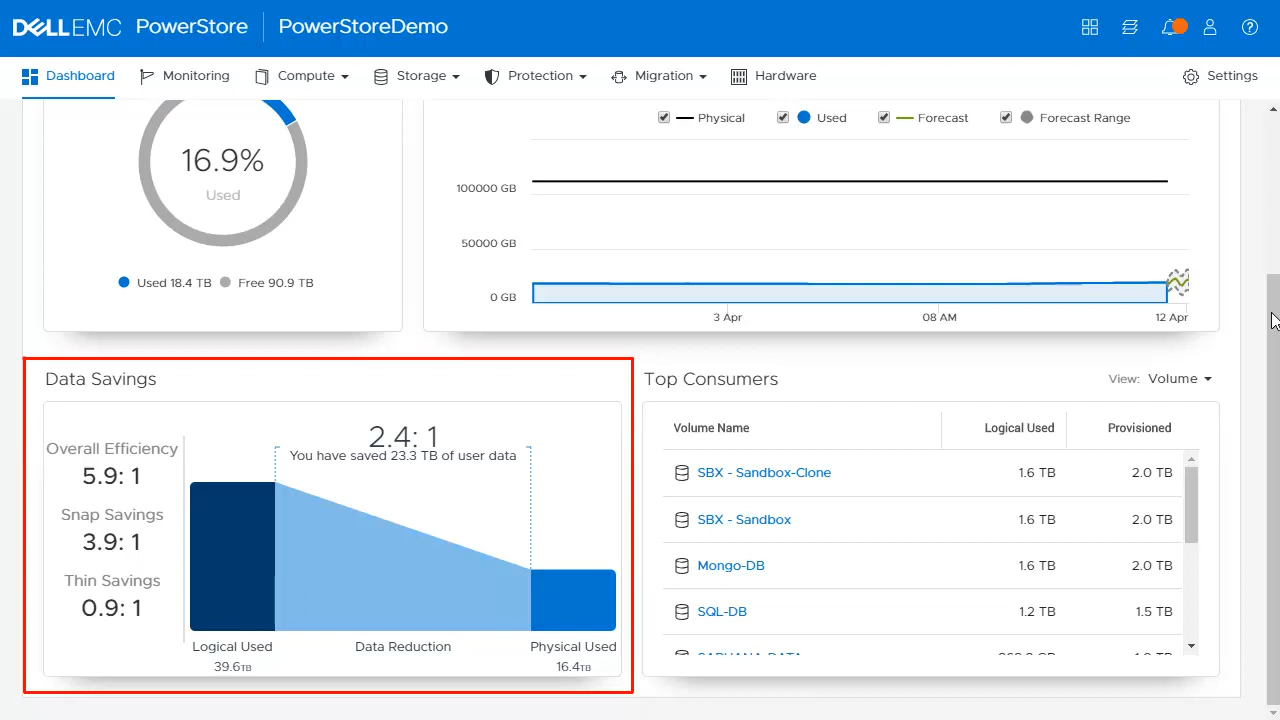 DELLEMC PowerStore PowerStoreDemo
Dashboard Monitoring Compute Storage Protection Migration Hardware Settings
16.9%
Used
Used 18.4 TB Free 90.9 TB
Physical Used Forecast Forecast Range
100000 GB
50000 GB
0 GB
3 Apr 08 AM 12 Apr
Data Savings
Overall Efficiency
5.9: 1
Snap Savings
3.9: 1
Thin Savings
0.9: 1
2.4: 1
You have saved 23.3 TB of user data
Logical Used Data Reduction Physical Used
39.6TB 16.4TB
Top Consumers View: Volume
Volume Name Logical Used Provisioned
SBX - Sandbox-Clone 1.6 TB 2.0 TB
SBX - Sandbox 1.6 TB 2.0 TB
Mongo-DB 1.6 TB 2.0 TB
SQL-DB 1.2 TB 1.5 TB